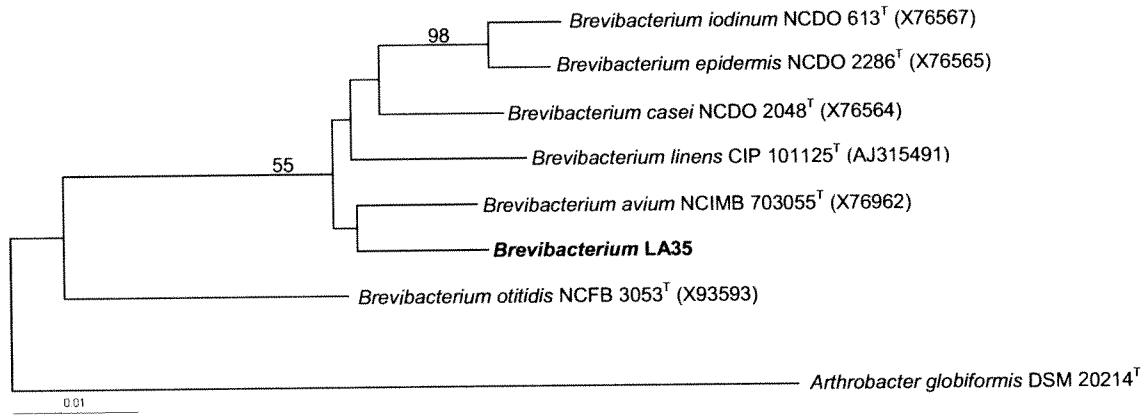 Brevibacterium iodinum NCDO 613T (X76567)
98
Brevibacterium epidermis NCDO 2286T (X76565)
Brevibacterium casei NCDO 2048T (X76564)
Brevibacterium linens CIP 101125T (AJ315491)
55
Brevibacterium avium NCIMB 703055T (X76962)
Brevibacterium LA35
Brevibacterium otitidis NCFB 3053T (X93593)
Arthrobacter globiformis DSM 20214T
0.01